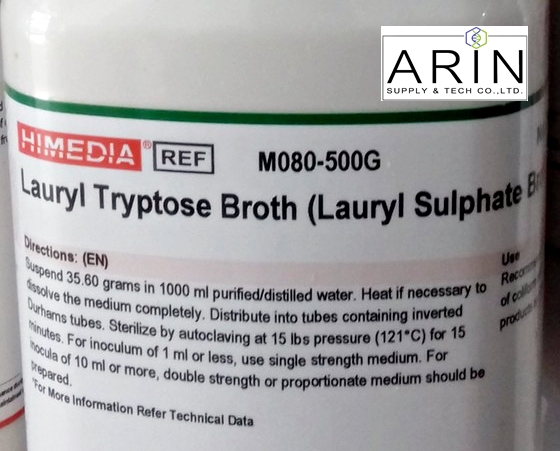 ARIN
SUPPLY & TECH CO.,LTD.
HIMEDIA® REF M080-500G
Lauryl Tryptose Broth (Lauryl Sulphate
Directions: (EN)
Suspend 35.60 grams in 1000 ml purified/distilled water. Heat if necessary to
dissolve the medium completely. Distribute into tubes containing inverted
Durhams tubes. Sterilize by autoclaving at 15 lbs pressure (121°C) for 15
minutes. For inoculum of 1 ml or less, use single strength medium. For
inocula of 10 ml or more, double strength or proportionate medium should be
prepared.
*For More Information Refer Technical Data
Use
of